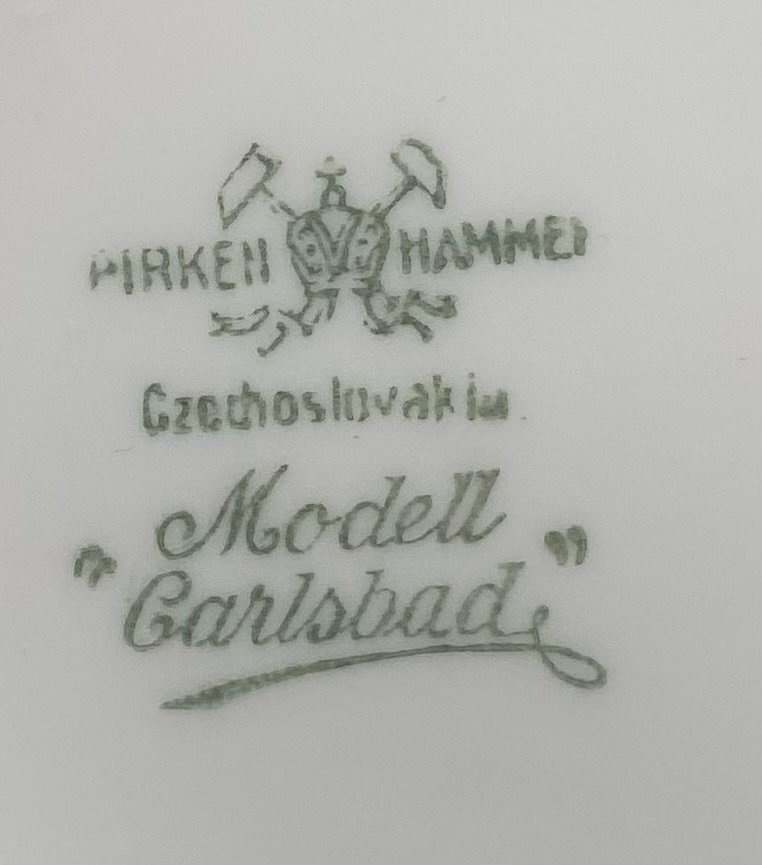 PIRKEN HAMMER
Czechoslovakia
"Modell
Carlsbad"